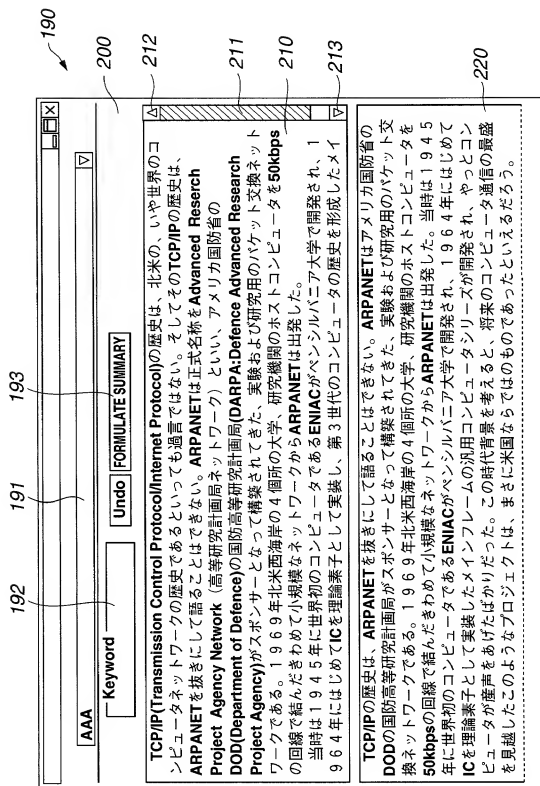 190
200
191
193
192
AAA
Keyword
Undo
FORMULATE SUMMARY
212
211
210
213
TCP/IP(Transmission Control Protocol/Internet Protocol)の歴史は、北米の、いや世界のコ
ンピュータネットワークの歴史であるといっても過言ではない。そしてそのTCP/IPの歴史は、
ARPANETを抜きにして語ることはできない。ARPANETは正式名称をAdvanced Reserch
Project Agency Network（高等研究計画局ネットワーク）といい、アメリカ国防省の
DOD(Department of Defence)の国防高等研究計画局(DARPA:Defence Advanced Research
Project Agency)がスポンサーとなって構築されてきた、実験および研究用のパケット交換ネット
ワークである。１９６９年北米西海岸の４個所の大学、研究機関のホストコンピュータを50kbps
の回線で結んだきわめて小規模なネットワークからARPANETは出発した。
当時は１９４５年に世界初のコンピュータであるENIACがペンシルバニア大学で開発され、１
９６４年にはじめてICを理論素子として実装し、第３世代のコンピュータの歴史を形成したメイ
TCP/IPの歴史は、ARPANETを抜きにして語ることはできない。ARPANETはアメリカ国防省の
DODの国防高等研究計画局がスポンサーとなって構築されてきた、実験および研究用のパケット交
換ネットワークである。１９６９年北米西海岸の４個所の大学、研究機関のホストコンピュータを
50kbpsの回線で結んだきわめて小規模なネットワークからARPANETは出発した。当時は１９４５
年に世界初のコンピュータであるENIACがペンシルバニア大学で開発され、１９６４年にはじめて
ICを理論素子として実装したメインフレームの汎用コンピュータシリーズが開発され、やっとコン
ピュータが産声をあげたばかりだった。この時代背景を考えると、将来のコンピュータ通信の最盛
を見越したこのようなプロジェクトは、まさに米国ならではのものであったといえるだろう。
220